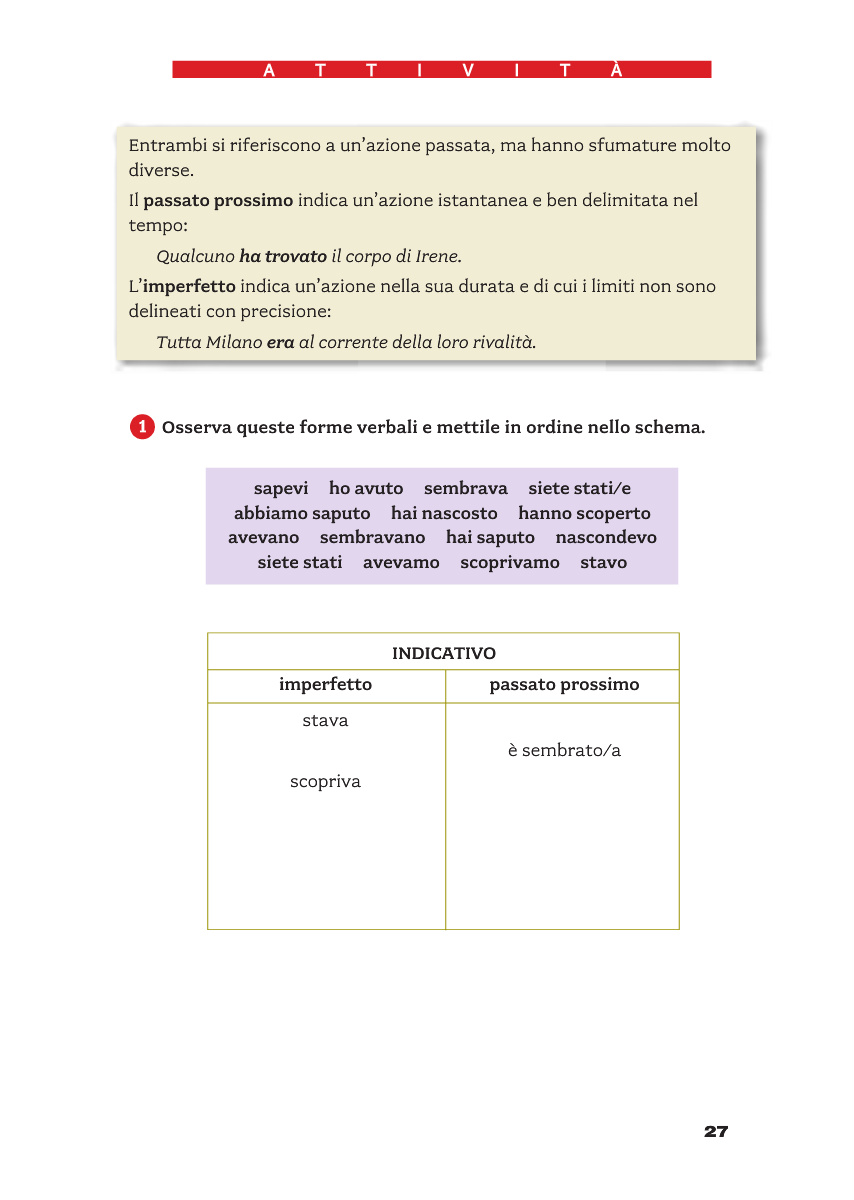 A T T I V I T À
Entrambi si riferiscono a un’azione passata, ma hanno sfumature molto
diverse.
Il passato prossimo indica un’azione istantanea e ben delimitata nel
tempo:
Qualcuno ha trovato il corpo di Irene.
L’imperfetto indica un’azione nella sua durata e di cui i limiti non sono
delineati con precisione:
Tutta Milano era al corrente della loro rivalità.
1 Osserva queste forme verbali e mettile in ordine nello schema.
sapevi ho avuto sembrava siete stati/e
abbiamo saputo hai nascosto hanno scoperto
avevano sembravano hai saputo nascondevo
siete stati avevamo scoprivamo stavo
INDICATIVO
imperfetto passato prossimo
stava
è sembrato/a
scopriva
27